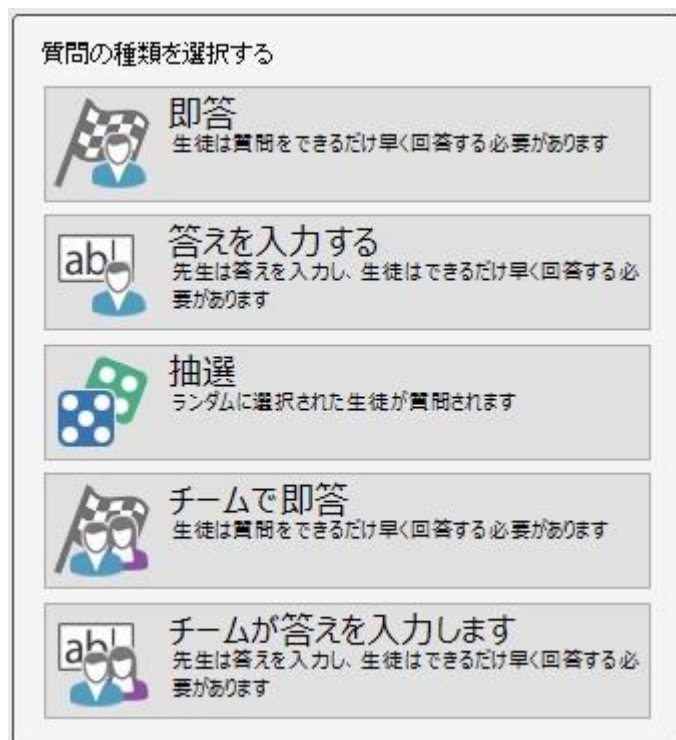 質問の種類を選択する
即答
生徒は質問をできるだけ早く回答する必要があります
ab
答えを入力する
先生は答えを入力し、生徒はできるだけ早く回答する必
要があります
抽選
ランダムに選択された生徒が質問されます
チームで即答
生徒は質問をできるだけ早く回答する必要があります
ab
チームが答えを入力します
先生は答えを入力し、生徒はできるだけ早く回答する必
要があります